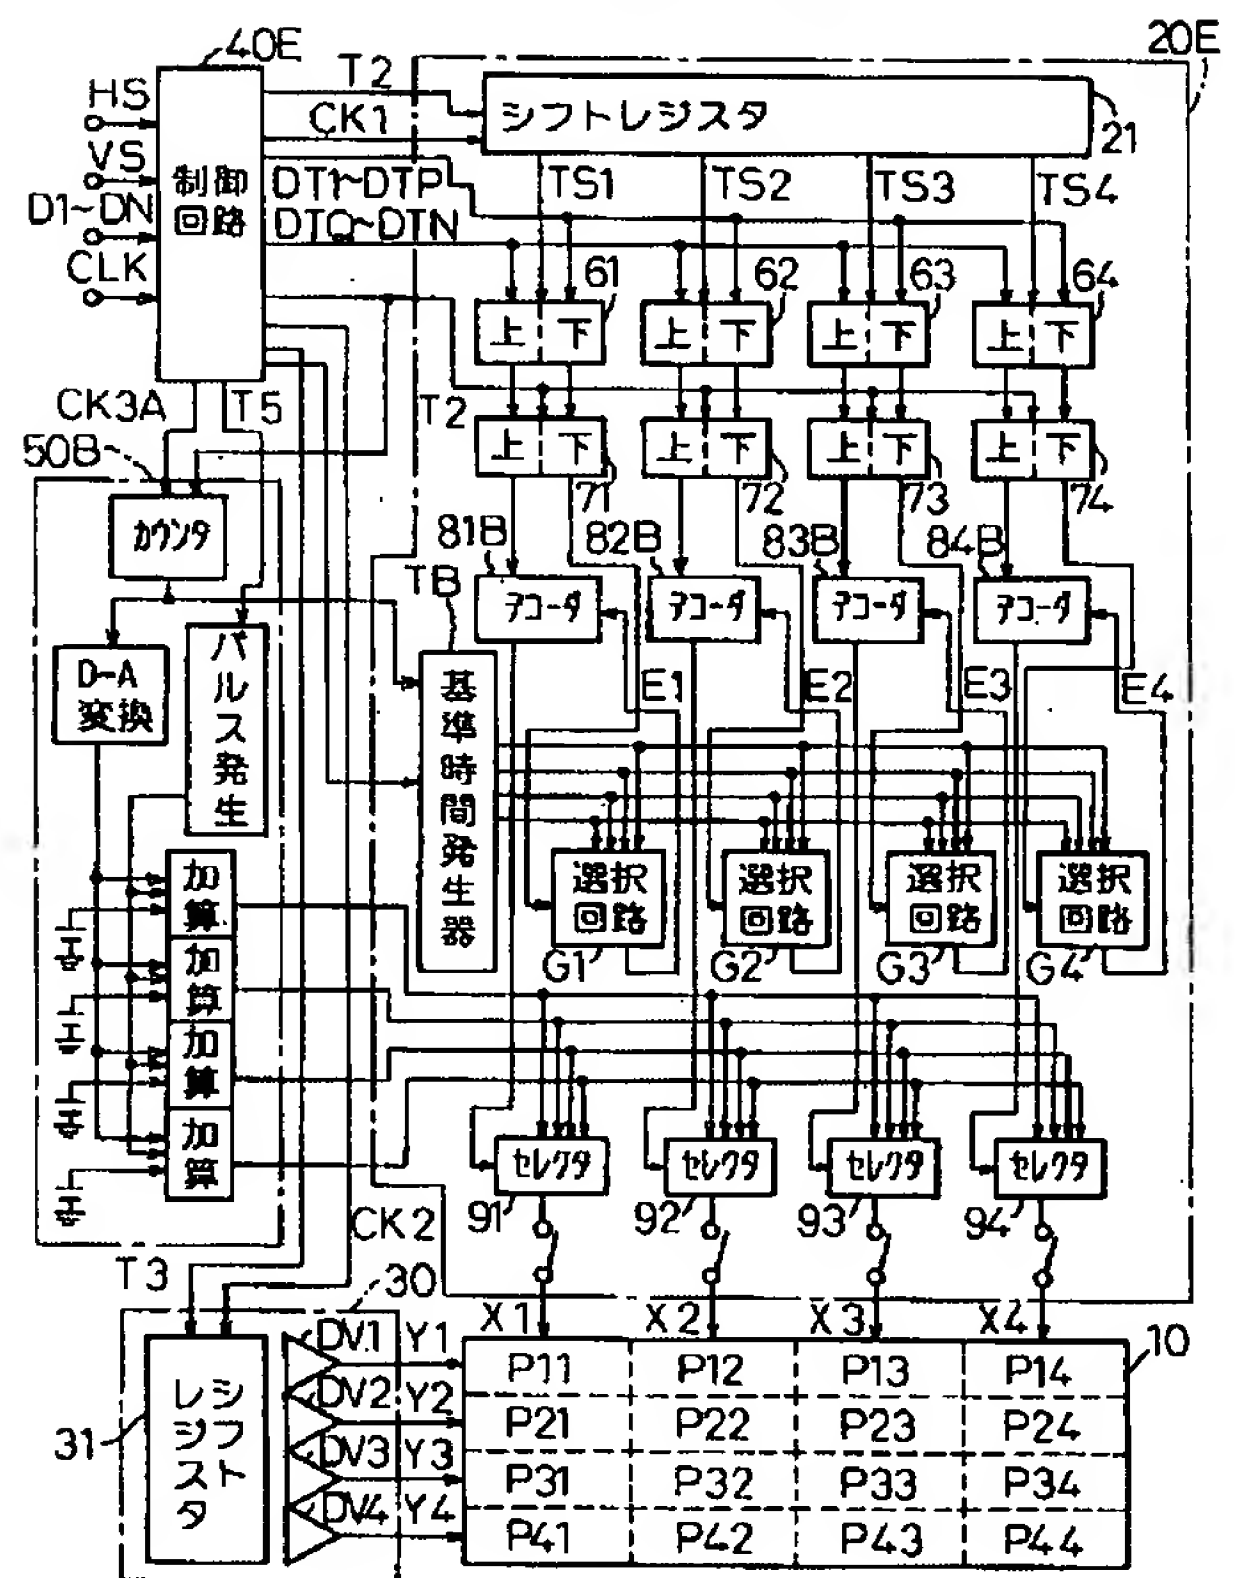 40E
20E
HS
T2
シフトレジスタ
CK1
21
VS
制御
回路
DT1~DTP
TS1
TS2
TS3
TS4
D1~DN
DTQ~DTN
CLK
61
62
63
64
上 下
上 下
上 下
上 下
CK3A
T5
T2
50B
上 下
上 下
上 下
上 下
71
72
73
74
カウンタ
81B
82B
83B
84B
TB
デコーダ
デコーダ
デコーダ
デコーダ
D-A
変換
パルス発生
基準時間発生器
E1
E2
E3
E4
選択
回路
選択
回路
選択
回路
選択
回路
G1
G2
G3
G4
加算
加算
加算
加算
セレクタ
セレクタ
セレクタ
セレクタ
91
92
93
94
CK2
T3
30
X1
X2
X3
X4
10
シフト
レジスタ
31
DV1
Y1
DV2
Y2
DV3
Y3
DV4
Y4
P11 P12 P13 P14
P21 P22 P23 P24
P31 P32 P33 P34
P41 P42 P43 P44